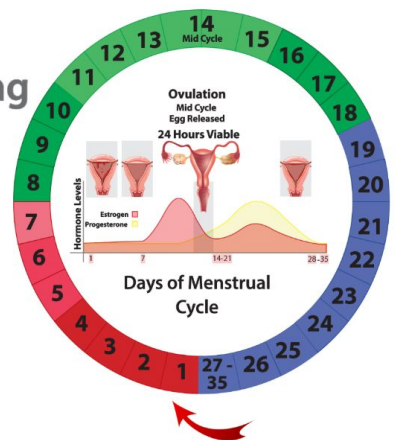 ng
14
Mid Cycle
13
15
12
16
11
17
10
18
9
19
8
20
7
21
6
22
5
23
4
24
3
25
2
26
1
27 -
35
Ovulation
Mid Cycle
Egg Released
24 Hours Viable
Hormone Levels
Estrogen
Progesterone
1
7
14-21
28-35
Days of Menstrual
Cycle